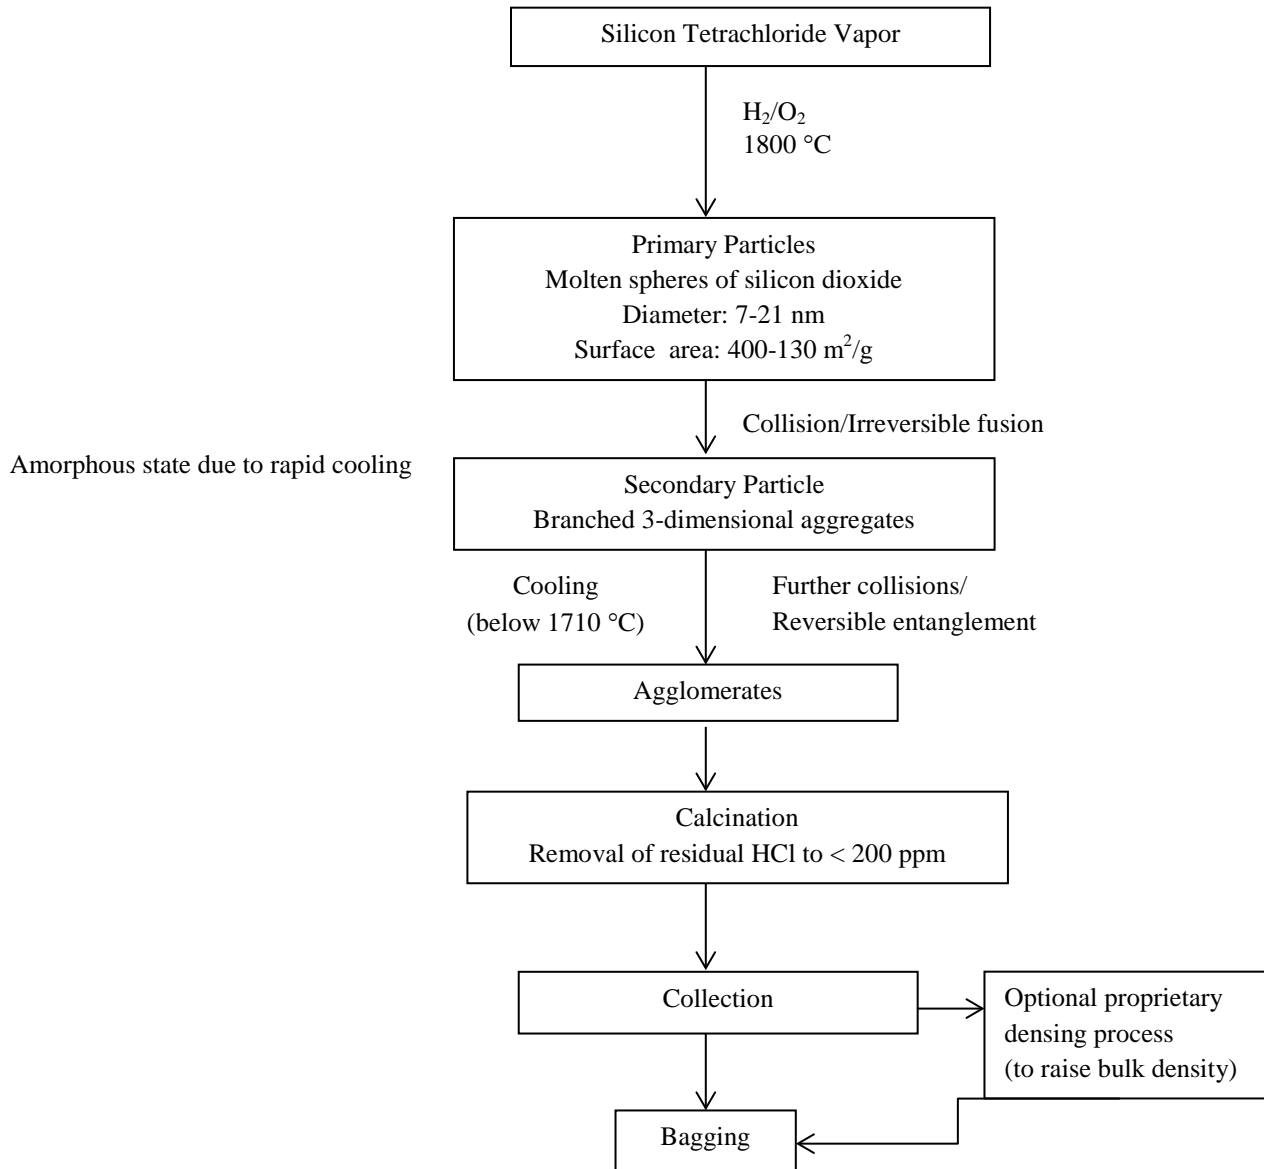 Silicon Tetrachloride Vapor
H₂/O₂
1800 °C
Primary Particles
Molten spheres of silicon dioxide
Diameter: 7-21 nm
Surface area: 400-130 m²/g
Collision/Irreversible fusion
Amorphous state due to rapid cooling
Secondary Particle
Branched 3-dimensional aggregates
Cooling
(below 1710 °C)
Further collisions/
Reversible entanglement
Agglomerates
Calcination
Removal of residual HCl to < 200 ppm
Collection
Optional proprietary
densing process
(to raise bulk density)
Bagging